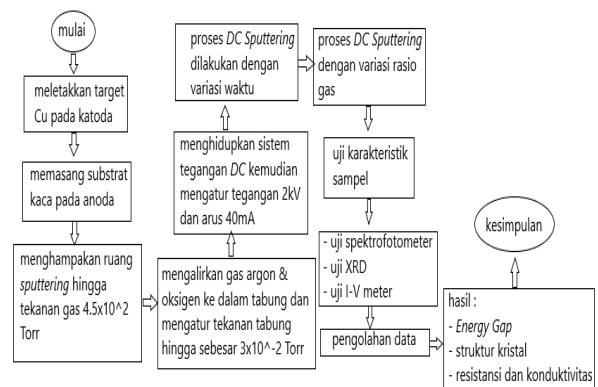 mulai
meletakkan target
Cu pada katoda
memasang substrat
kaca pada anoda
menghampakan ruang
sputtering hingga
tekanan gas 4.5x10^2
Torr
mengalirkan gas argon &
oksigen ke dalam tabung dan
mengatur tekanan tabung
hingga sebesar 3x10^-2 Torr
menghidupkan sistem
tegangan DC kemudian
mengatur tegangan 2kV
dan arus 40mA
proses DC Sputtering
dilakukan dengan
variasi waktu
proses DC Sputtering
dengan variasi rasio
gas
uji karakteristik
sampel
- uji spektrofotometer
- uji XRD
- uji I-V meter
pengolahan data
hasil :
- Energy Gap
- struktur kristal
- resistansi dan konduktivitas
kesimpulan